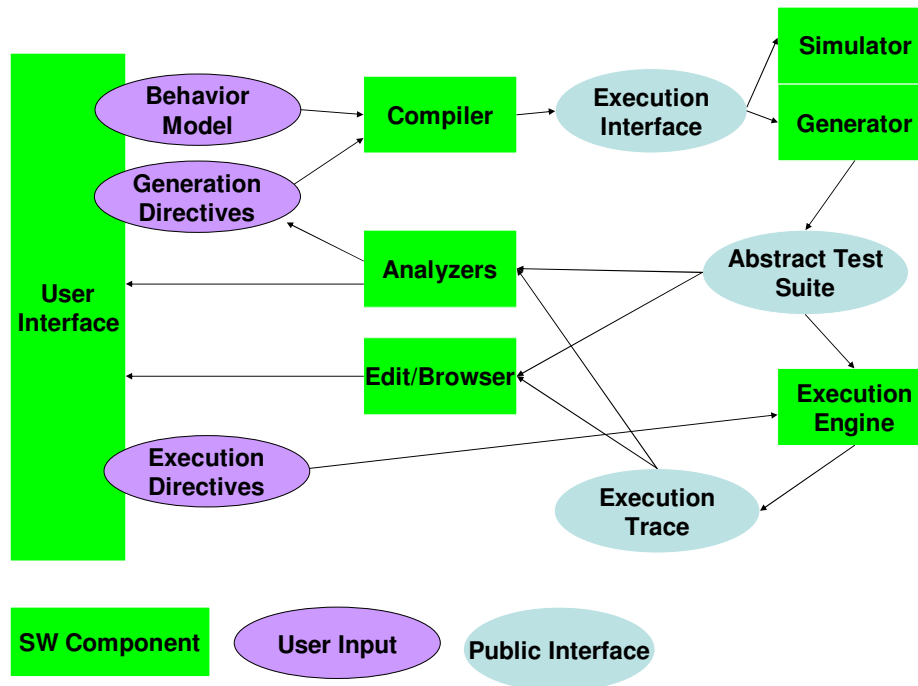 Simulator
Behavior
Model
Compiler
Execution
Interface
Generator
Generation
Directives
User
Interface
Analyzers
Abstract Test
Suite
Edit/Browser
Execution
Engine
Execution
Directives
Execution
Trace
SW Component
User Input
Public Interface